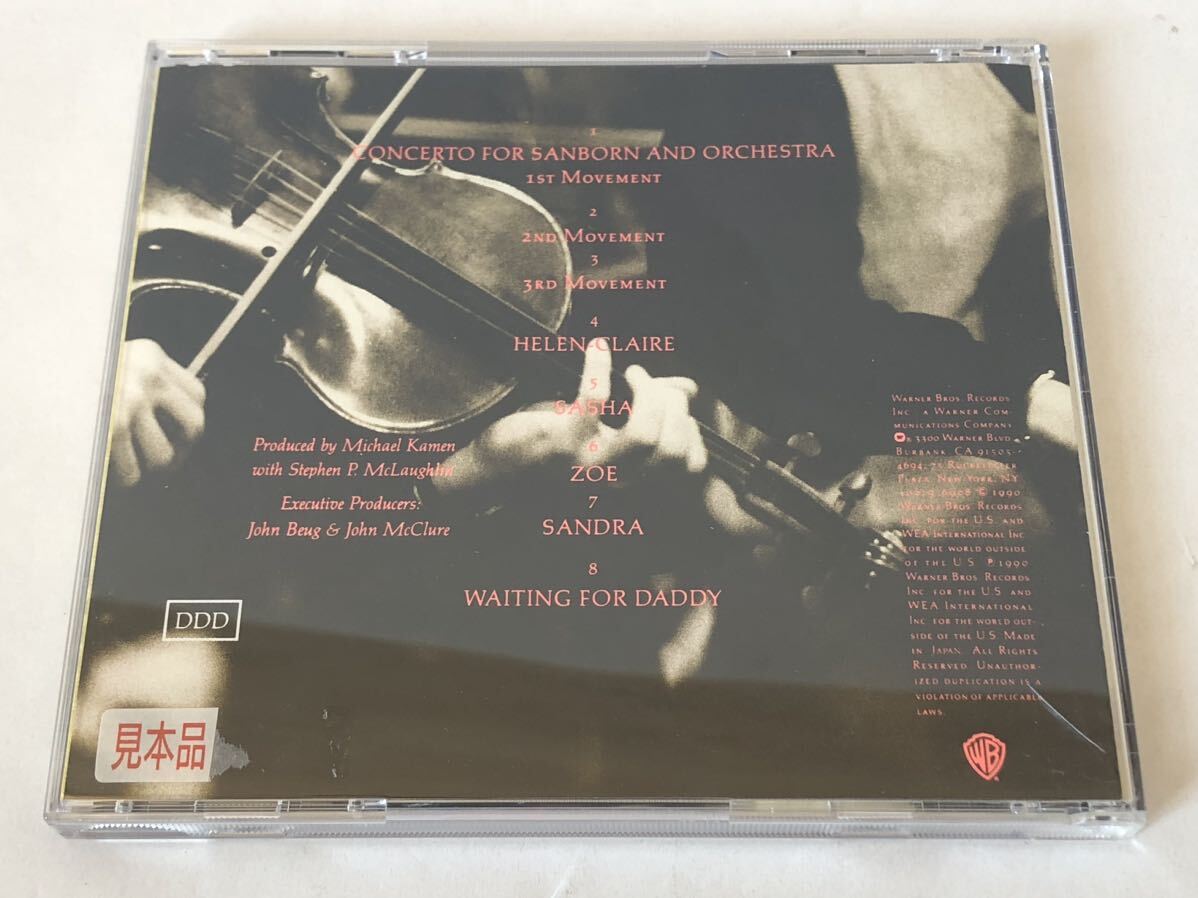 1
CONCERTO FOR SANBORN AND ORCHESTRA
1ST MOVEMENT
2
2ND MOVEMENT
3
3RD MOVEMENT
4
HELEN-CLAIRE
5
SASHA
6
ZOE
7
SANDRA
8
WAITING FOR DADDY
Produced by Michael Kamen
with Stephen P. McLaughlin
Executive Producers:
John Beug & John McClure
DDD
見本品
WARNER BROS. RECORDS
INC. A WARNER COM-
MUNICATIONS COMPANY
3300 WARNER BLVD.
BURBANK, CA 91505-
4694, 75 ROCKEFELLER
PLAZA, NEW YORK, NY
© 1990
WARNER BROS. RECORDS
INC. FOR THE U.S. AND
WEA INTERNATIONAL INC.
FOR THE WORLD OUTSIDE
OF THE U.S. ℗ 1990
WARNER BROS. RECORDS
INC. FOR THE U.S. AND
WEA INTERNATIONAL
INC. FOR THE WORLD OUT-
SIDE OF THE U.S. MADE
IN JAPAN. ALL RIGHTS
RESERVED. UNAUTHOR-
IZED DUPLICATION IS A
VIOLATION OF APPLICABLE
LAWS.
WB